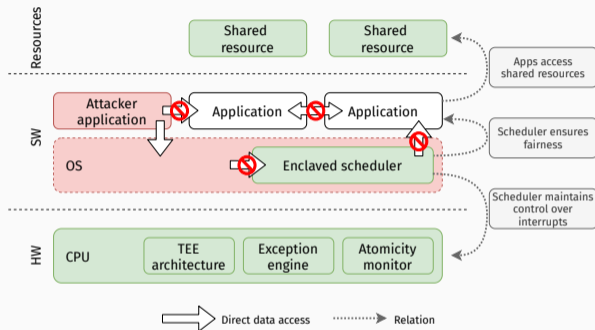 Resources
Shared
resource
Shared
resource
Apps access
shared resources
SW
Attacker
application
Application
Application
Scheduler ensures
fairness
OS
Enclaved scheduler
Scheduler maintains
control over
interrupts
HW
CPU
TEE
architecture
Exception
engine
Atomicity
monitor
Direct data access
Relation